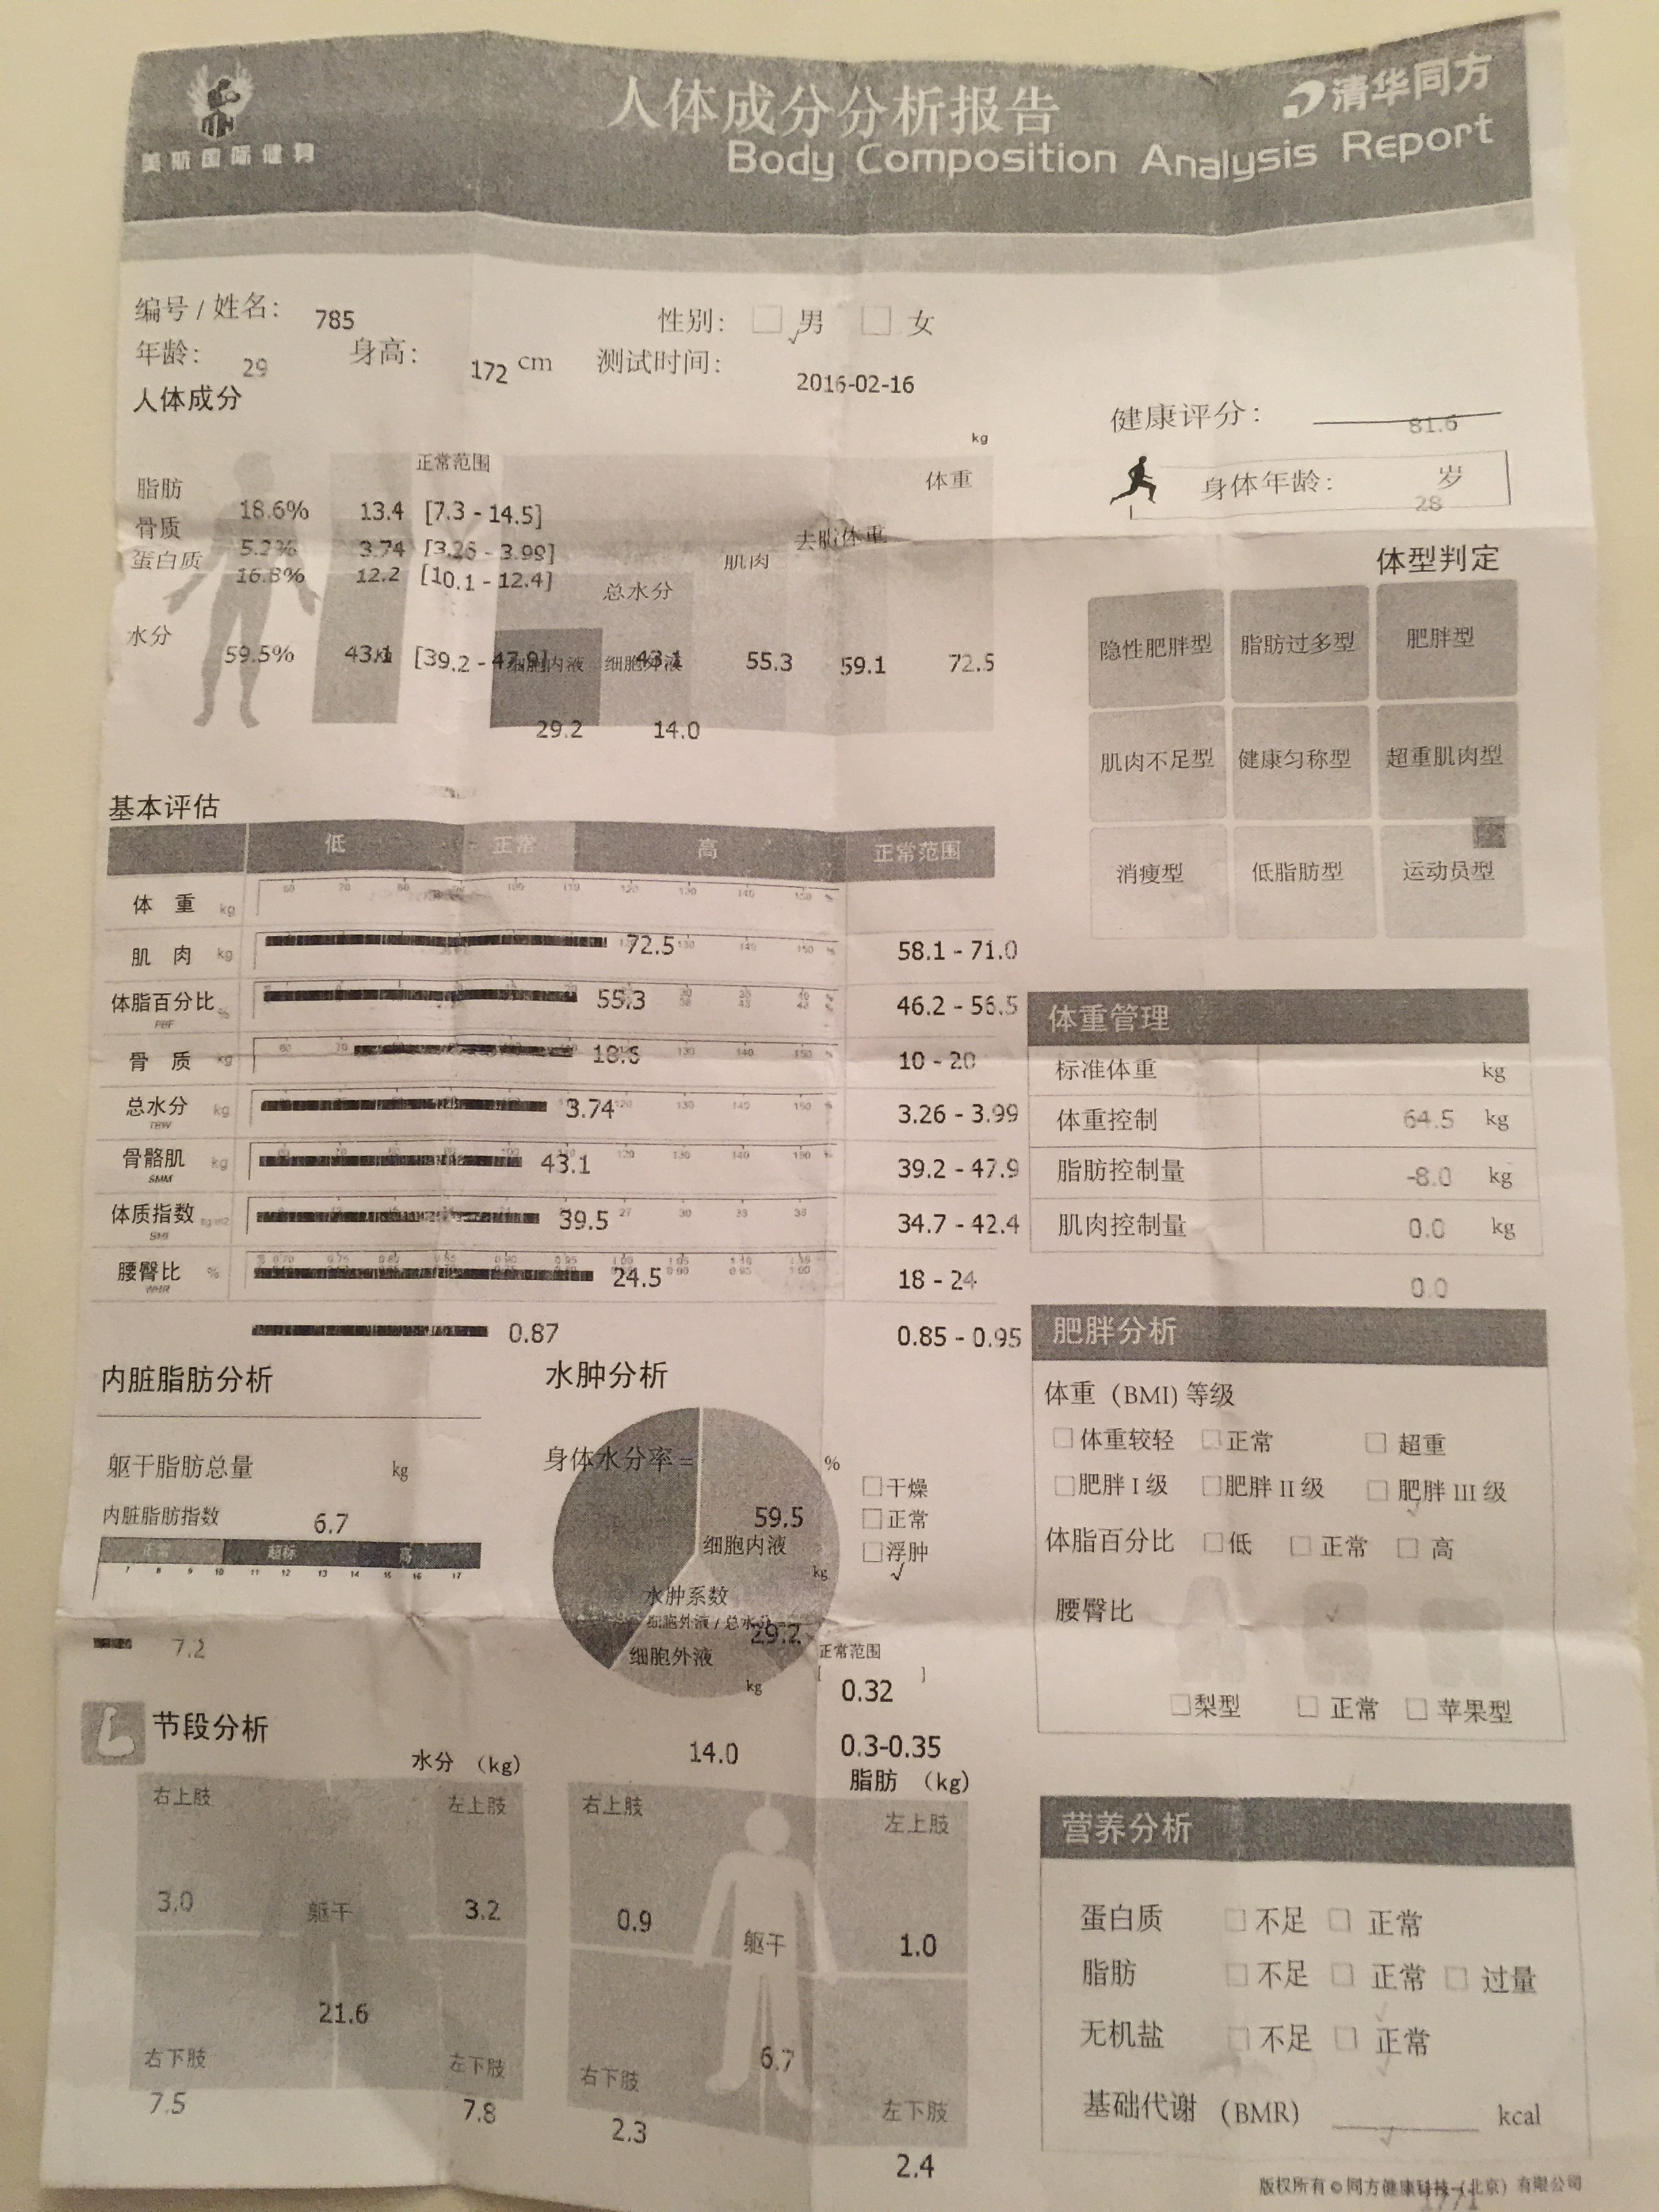 美航国际健身
人体成分分析报告
清华同方
Body Composition Analysis Report
编号 / 姓名: 785
性别: 男 女
年龄: 29 身高: 172 cm 测试时间: 2016-02-16
人体成分
健康评分: 81.6
身体年龄: 28 岁
kg
正常范围
体重
脂肪 18.6% 13.4 [7.3 - 14.5]
骨质 5.2% 3.74 [3.26 - 3.99]
蛋白质 16.8% 12.2 [10.1 - 12.4]
去脂体重
肌肉
总水分
水分 59.5% 43.1 [39.2 - 47.9] 细胞内液 细胞外液 43.1 55.3 59.1 72.5
29.2 14.0
体型判定
隐性肥胖型 脂肪过多型 肥胖型
肌肉不足型 健康匀称型 超重肌肉型
消瘦型 低脂肪型 运动员型
基本评估
低 正常 高 正常范围
体重 kg
肌肉 kg 72.5 58.1 - 71.0
体脂百分比 % 55.3 46.2 - 56.5
PBF
骨质 kg 18.6 10 - 20
总水分 kg 3.74 3.26 - 3.99
TBW
骨骼肌 kg 43.1 39.2 - 47.9
SMM
体质指数 39.5 34.7 - 42.4
腰臀比 % 24.5 18 - 24
WHR
0.87 0.85 - 0.95
体重管理
标准体重 kg
体重控制 64.5 kg
脂肪控制量 -8.0 kg
肌肉控制量 0.0 kg
0.0
内脏脂肪分析
躯干脂肪总量 kg
内脏脂肪指数 6.7
正常 超标 高
7 8 9 10 11 12 13 14 15 16 17
7.2
水肿分析
身体水分率 = %
59.5
细胞内液
kg
水肿系数
细胞外液 / 总水分 =
29.2
细胞外液
kg
14.0
干燥
正常
浮肿
正常范围
[ ]
0.32
0.3-0.35
肥胖分析
体重 (BMI) 等级
体重较轻 正常 超重
肥胖 I 级 肥胖 II 级 肥胖 III 级
体脂百分比 低 正常 高
腰臀比
梨型 正常 苹果型
节段分析
水分 (kg)
右上肢 左上肢
3.0 躯干 3.2
21.6
右下肢 左下肢
7.5 7.8
脂肪 (kg)
右上肢 左上肢
0.9 躯干 1.0
6.7
右下肢 左下肢
2.3 2.4
营养分析
蛋白质 不足 正常
脂肪 不足 正常 过量
无机盐 不足 正常
基础代谢 (BMR) kcal
版权所有 © 同方健康科技 (北京) 有限公司